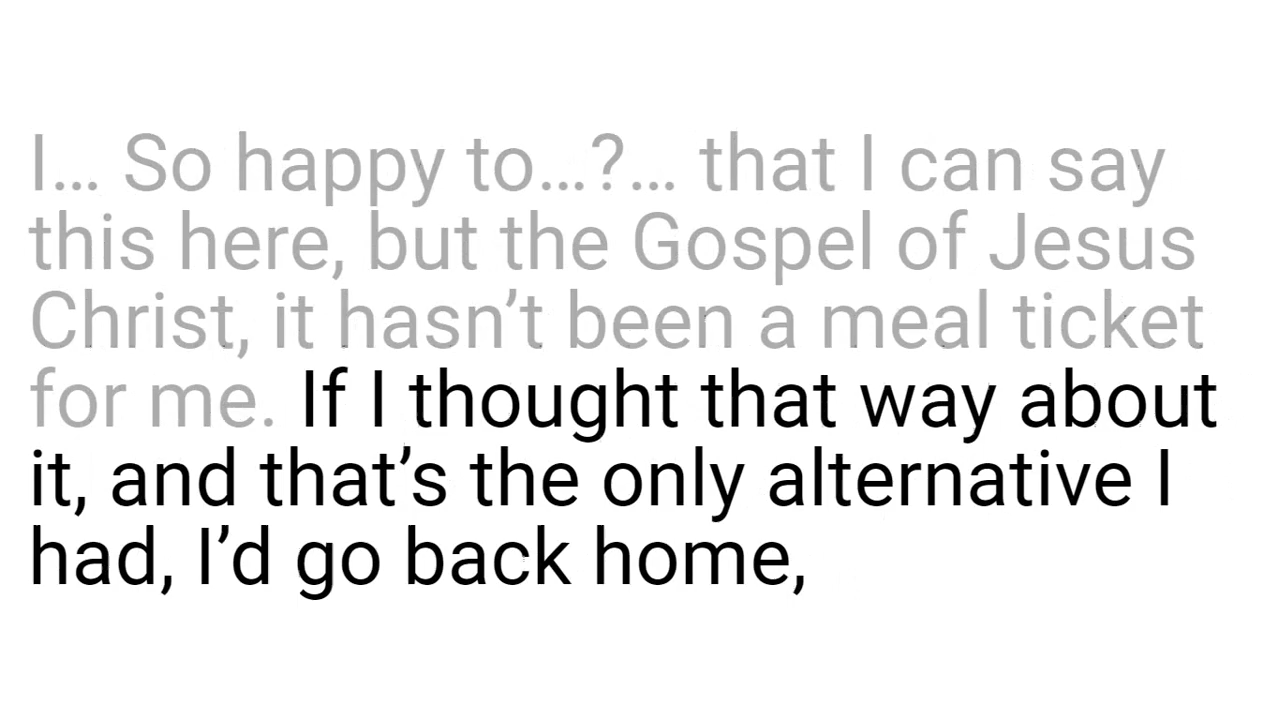 I… So happy to…?… that I can say
this here, but the Gospel of Jesus
Christ, it hasn’t been a meal ticket
for me. If I thought that way about
it, and that’s the only alternative I
had, I’d go back home,